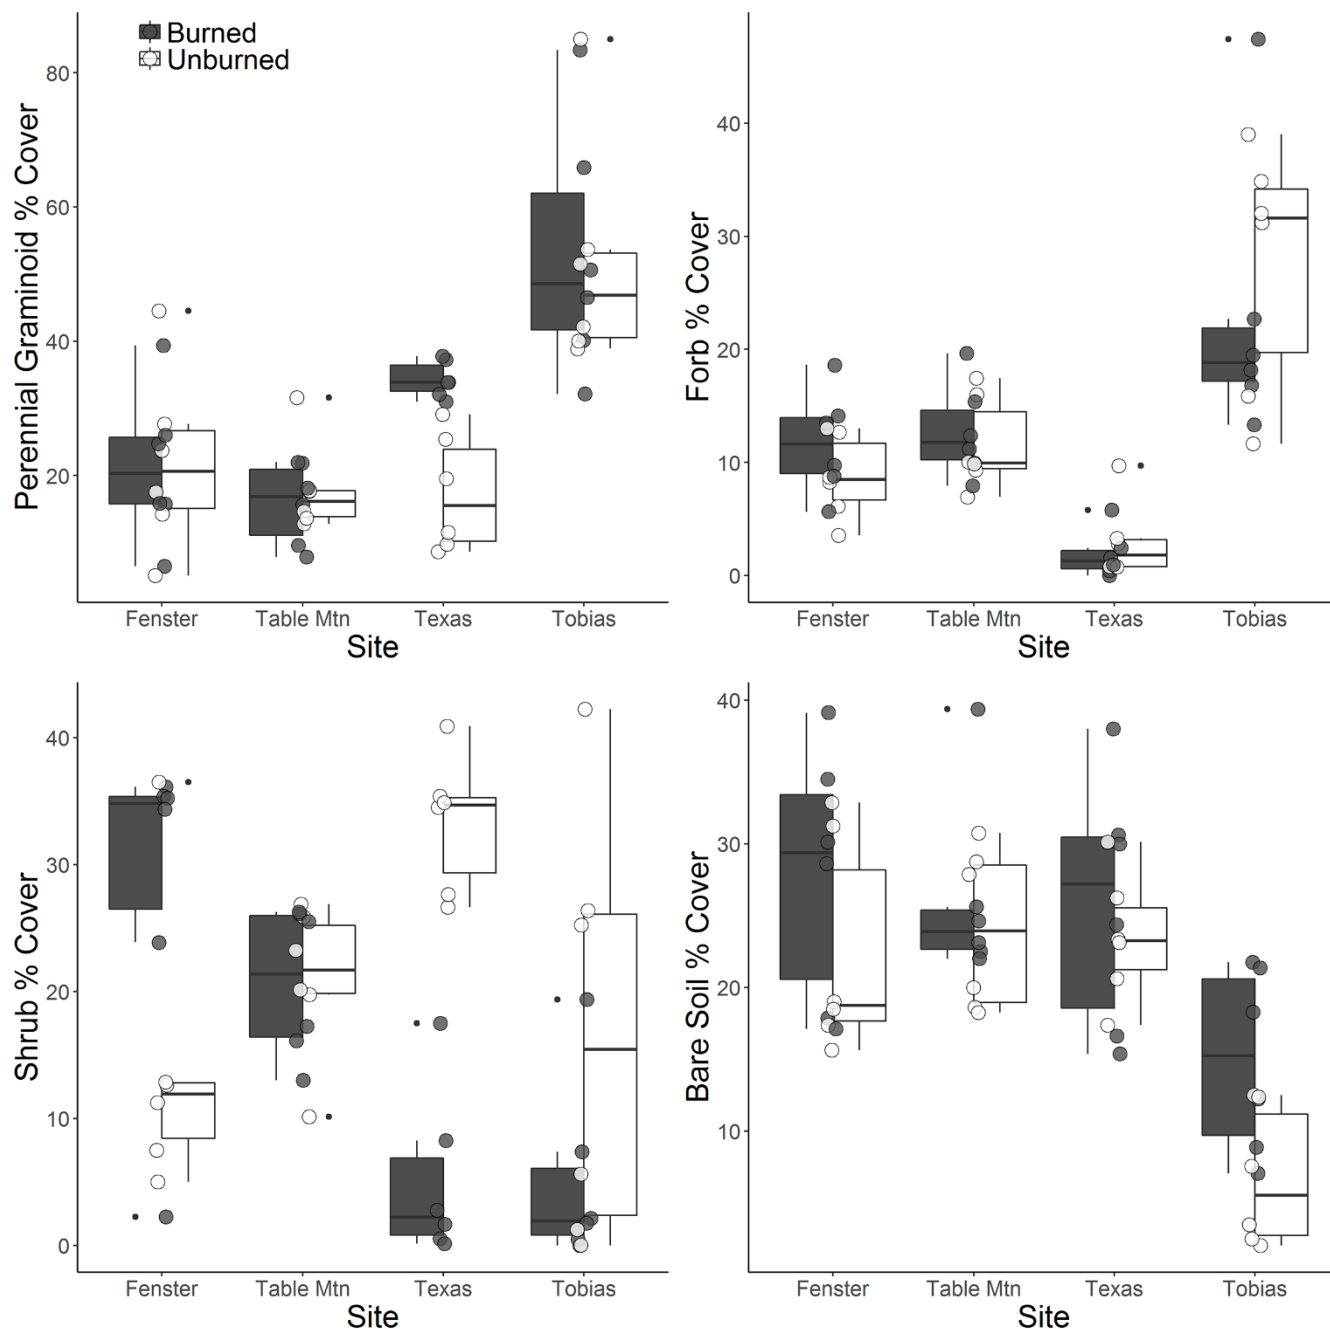 Burned
Unburned
Perennial Graminoid % Cover
80
60
40
20
Fenster Table Mtn Texas Tobias
Site
Forb % Cover
40
30
20
10
0
Fenster Table Mtn Texas Tobias
Site
Shrub % Cover
40
30
20
10
0
Fenster Table Mtn Texas Tobias
Site
Bare Soil % Cover
40
30
20
10
Fenster Table Mtn Texas Tobias
Site